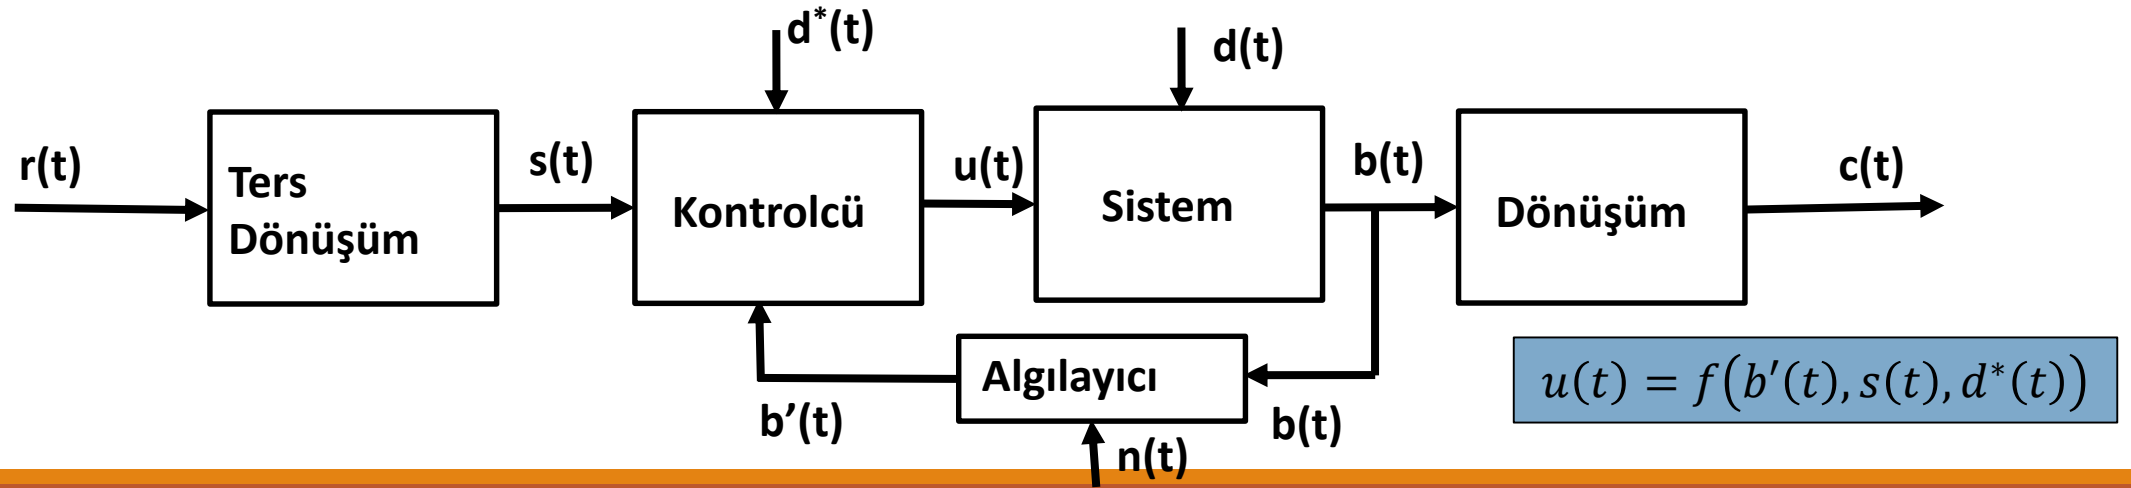 d*(t)
d(t)
r(t)
Ters
Dönüşüm
s(t)
Kontrolcü
u(t)
Sistem
b(t)
Dönüşüm
c(t)
Algılayıcı
b’(t)
n(t)
b(t)
u(t) = f(b′(t), s(t), d*(t))